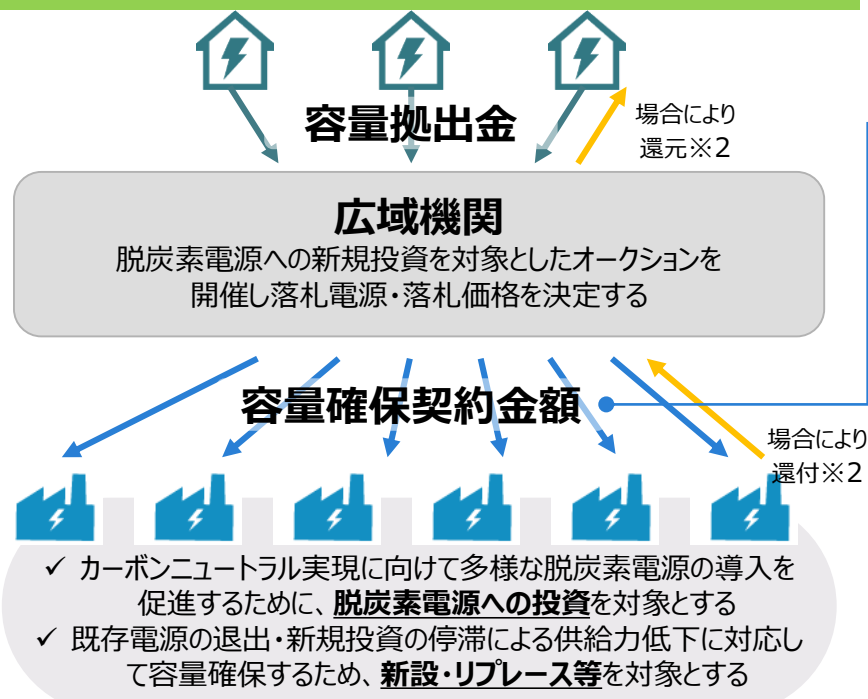 容量拠出金
場合により
還元※2
広域機関
脱炭素電源への新規投資を対象としたオークションを
開催し落札電源・落札価格を決定する
容量確保契約金額
場合により
還付※2
✓ カーボンニュートラル実現に向けて多様な脱炭素電源の導入を
促進するために、脱炭素電源への投資を対象とする
✓ 既存電源の退出・新規投資の停滞による供給力低下に対応し
て容量確保するため、新設・リプレース等を対象とする